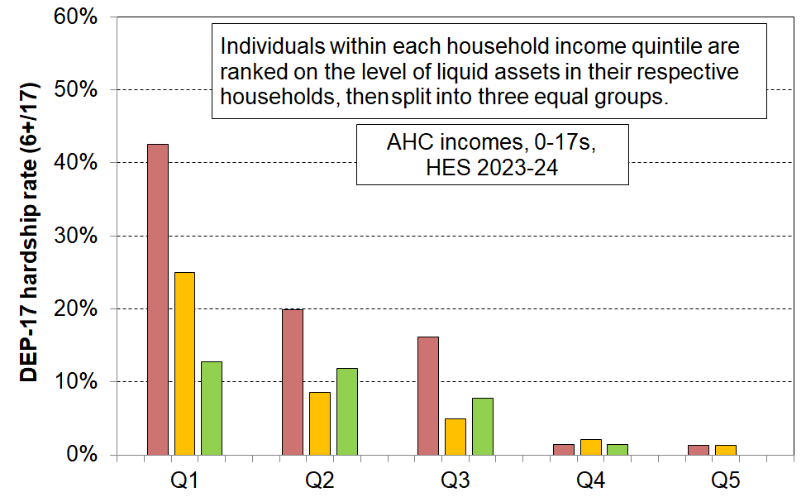 60%
Individuals within each household income quintile are
ranked on the level of liquid assets in their respective
households, then split into three equal groups.
50%
AHC incomes, 0-17s,
HES 2023-24
40%
30%
20%
10%
0%
DEP-17 hardship rate (6+/17)
Q1 Q2 Q3 Q4 Q5